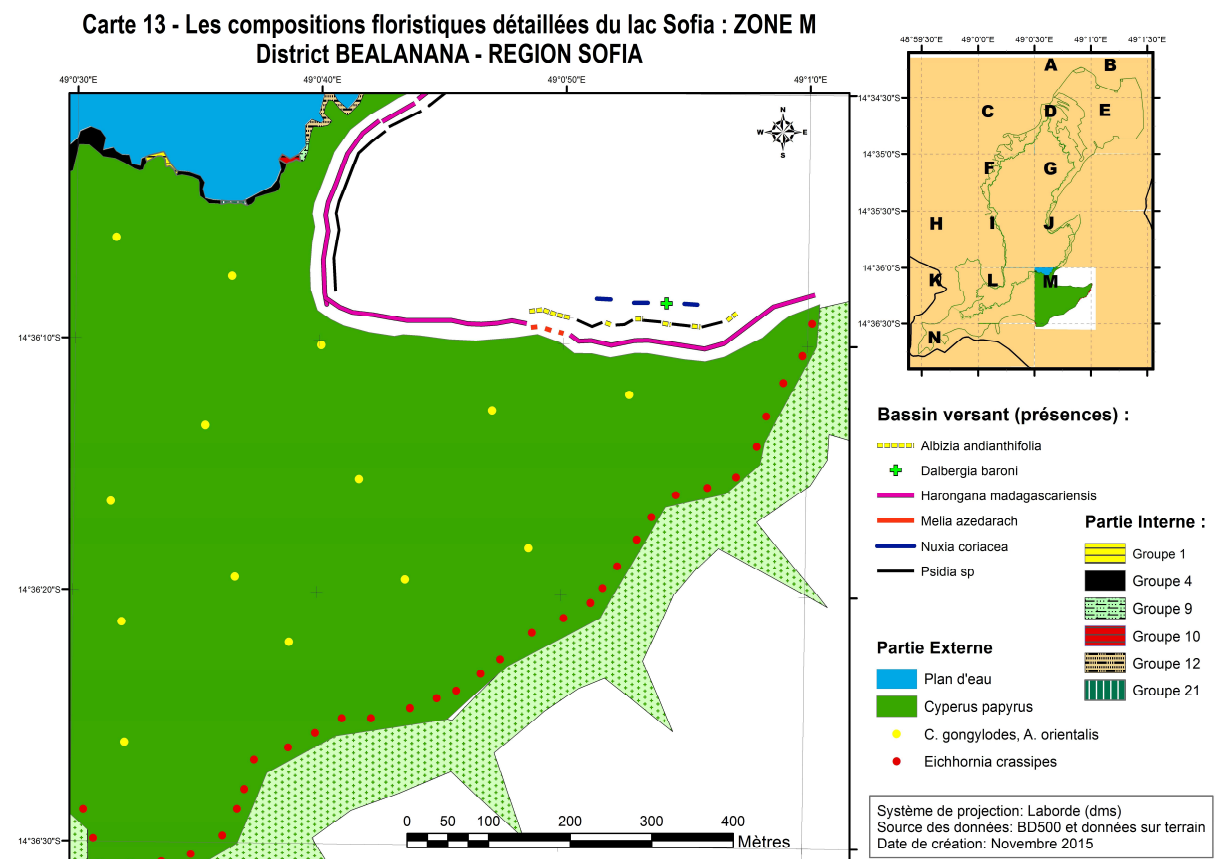 Carte 13 - Les compositions floristiques détaillées du lac Sofia : ZONE M
District BEALANANA - REGION SOFIA
49°0'30"E 49°0'40"E 49°0'50"E 49°1'0"E
14°36'10"S
14°36'20"S
14°36'30"S
N
W E
S
0 50 100 200 300 400
Mètres
48°59'30"E 49°0'0"E 49°0'30"E 49°1'0"E 49°1'30"E
14°34'30"S
14°35'0"S
14°35'30"S
14°36'0"S
14°36'30"S
A B
C D E
F G
H I J
K L M
N
Bassin versant (présences) :
Albizia andianthifolia
Dalbergia baroni
Harongana madagascariensis
Melia azedarach
Nuxia coriacea
Psidia sp
Partie Interne :
Groupe 1
Groupe 4
Groupe 9
Groupe 10
Groupe 12
Groupe 21
Partie Externe
Plan d'eau
Cyperus papyrus
C. gongylodes, A. orientalis
Eichhornia crassipes
Système de projection: Laborde (dms)
Source des données: BD500 et données sur terrain
Date de création: Novembre 2015